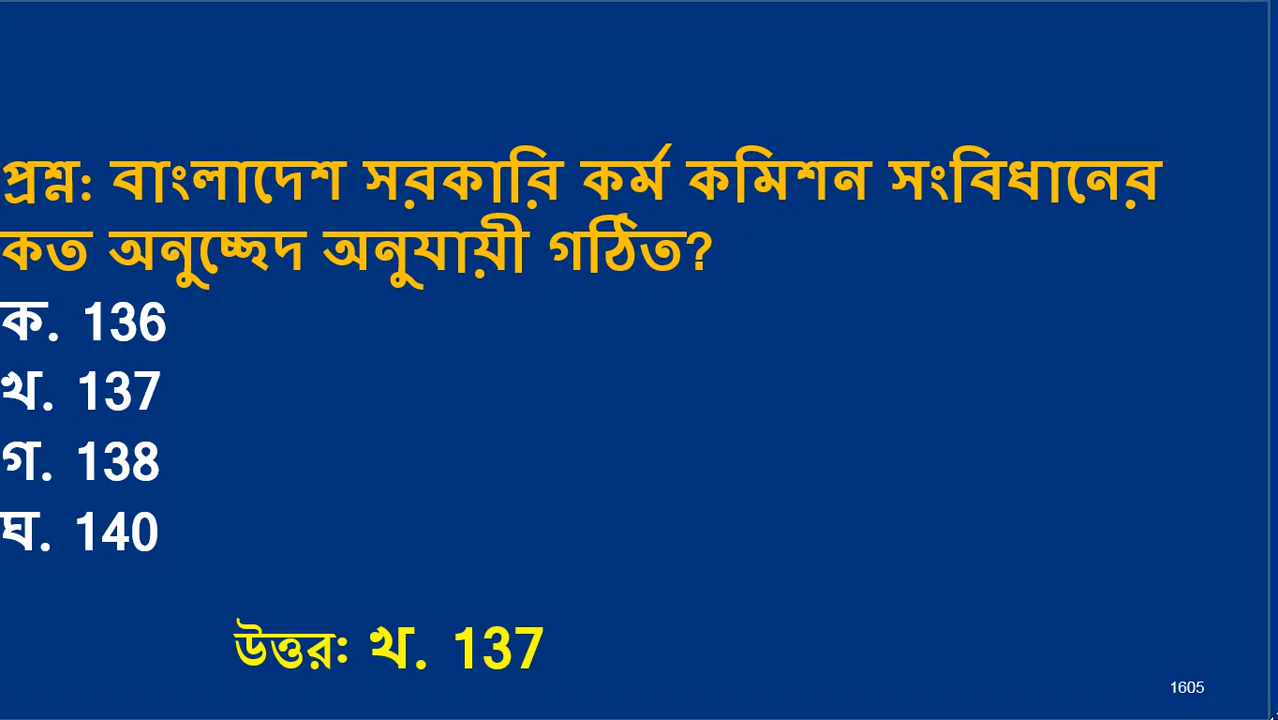 প্রশ্ন: বাংলাদেশ সরকারি কর্ম কমিশন সংবিধানের
কত অনুচ্ছেদ অনুযায়ী গঠিত?
ক. 136
খ. 137
গ. 138
ঘ. 140
উত্তরঃ খ. 137
1605